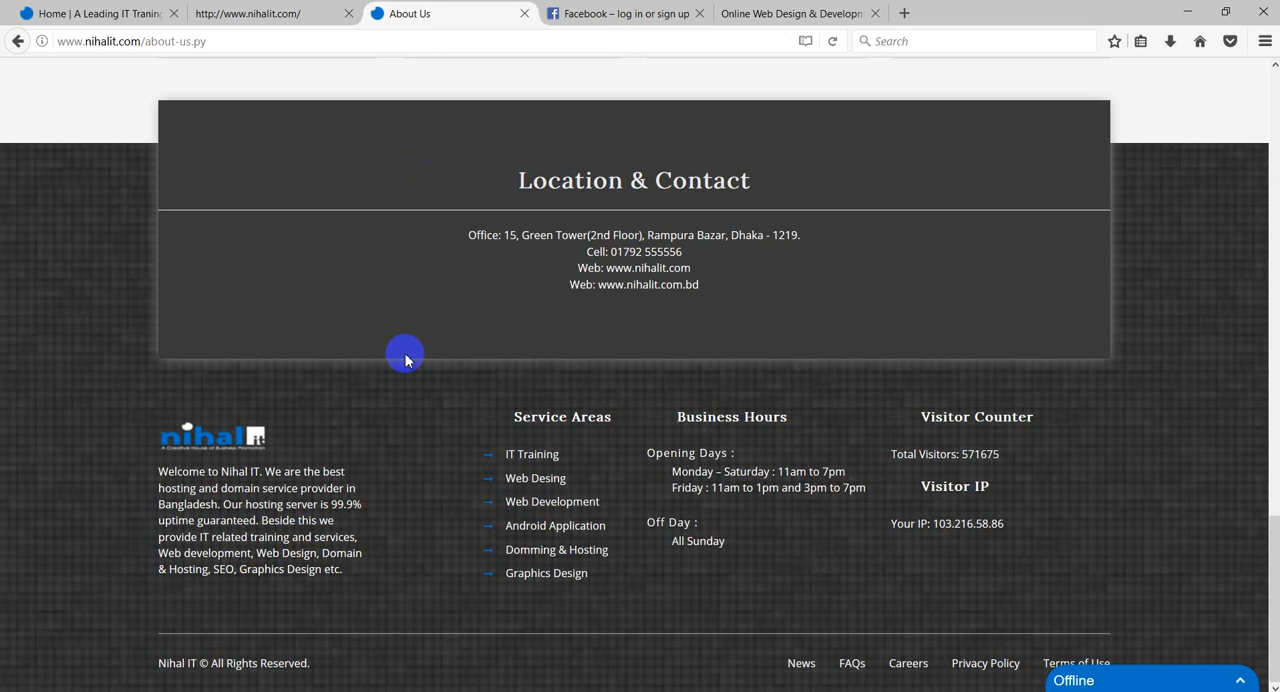 Home | A Leading IT Traning
http://www.nihalit.com/
About Us
Facebook – log in or sign up
Online Web Design & Developm
www.nihalit.com/about-us.py
Search
Location & Contact
Office: 15, Green Tower(2nd Floor), Rampura Bazar, Dhaka - 1219.
Cell: 01792 555556
Web: www.nihalit.com
Web: www.nihalit.com.bd
nihal it
Welcome to Nihal IT. We are the best
hosting and domain service provider in
Bangladesh. Our hosting server is 99.9%
uptime guaranteed. Beside this we
provide IT related training and services,
Web development, Web Design, Domain
& Hosting, SEO, Graphics Design etc.
Service Areas
IT Training
Web Desing
Web Development
Android Application
Domming & Hosting
Graphics Design
Business Hours
Opening Days :
Monday – Saturday : 11am to 7pm
Friday : 11am to 1pm and 3pm to 7pm
Off Day :
All Sunday
Visitor Counter
Total Visitors: 571675
Visitor IP
Your IP: 103.216.58.86
Nihal IT © All Rights Reserved.
News
FAQs
Careers
Privacy Policy
Terms of Use
Offline